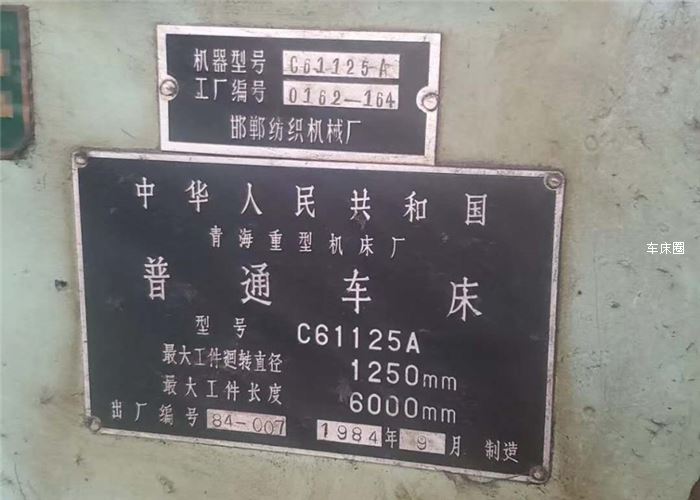 机器型号 C61125-A
工厂编号 0162-164
邯郸纺织机械厂
中华人民共和国
青海重型机床厂
普通车床
型号 C61125A
最大工件迴转直径 1250mm
最大工件长度 6000mm
出厂编号 84-007 1984年9月 制造
车床圈